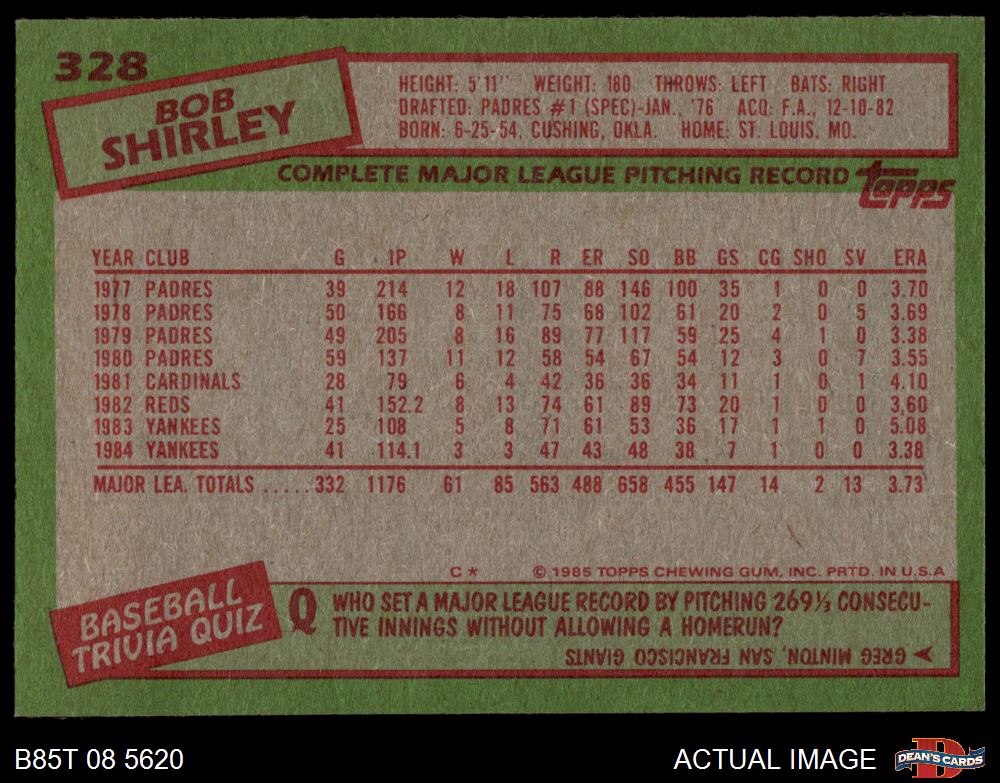 328
BOB
SHIRLEY
HEIGHT: 5'11" WEIGHT: 180 THROWS: LEFT BATS: RIGHT
DRAFTED: PADRES #1 (SPEC)-JAN., '76 ACQ: F.A., 12-10-82
BORN: 6-25-54, CUSHING, OKLA. HOME: ST. LOUIS, MO.
COMPLETE MAJOR LEAGUE PITCHING RECORD
TOPPS
YEAR CLUB G IP W L R ER SO BB GS CG SHO SV ERA
1977 PADRES 39 214 12 18 107 88 146 100 35 1 0 0 3.70
1978 PADRES 50 166 8 11 75 68 102 61 20 2 0 5 3.69
1979 PADRES 49 205 8 16 89 77 117 59 25 4 1 0 3.38
1980 PADRES 59 137 11 12 58 54 67 54 12 3 0 7 3.55
1981 CARDINALS 28 79 6 4 42 36 36 34 11 1 0 1 4.10
1982 REDS 41 152.2 8 13 74 61 89 73 20 1 0 0 3.60
1983 YANKEES 25 108 5 8 71 61 53 36 17 1 1 0 5.08
1984 YANKEES 41 114.1 3 3 47 43 48 38 7 1 0 0 3.38
MAJOR LEA. TOTALS ..... 332 1176 61 85 563 488 658 455 147 14 2 13 3.73
C * © 1985 TOPPS CHEWING GUM, INC. PRTD. IN U.S.A
BASEBALL
TRIVIA QUIZ
Q WHO SET A MAJOR LEAGUE RECORD BY PITCHING 269⅓ CONSECU-
TIVE INNINGS WITHOUT ALLOWING A HOMERUN?
GREG MINTON, SAN FRANCISCO GIANTS
B85T 08 5620
ACTUAL IMAGE
D
DEAN'S CARDS